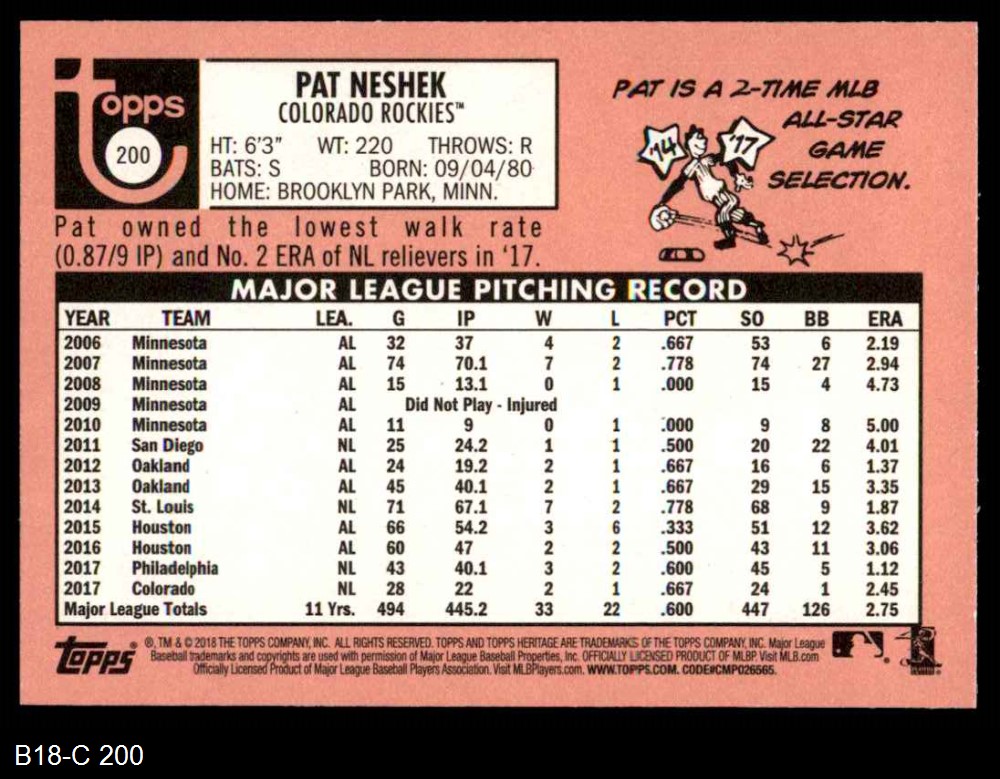 Topps
200
PAT NESHEK
COLORADO ROCKIES™
HT: 6'3" WT: 220 THROWS: R
BATS: S BORN: 09/04/80
HOME: BROOKLYN PARK, MINN.
PAT IS A 2-TIME MLB
ALL-STAR
GAME
SELECTION.
'14 '17
Pat owned the lowest walk rate
(0.87/9 IP) and No. 2 ERA of NL relievers in '17.
MAJOR LEAGUE PITCHING RECORD
YEAR TEAM LEA. G IP W L PCT SO BB ERA
2006 Minnesota AL 32 37 4 2 .667 53 6 2.19
2007 Minnesota AL 74 70.1 7 2 .778 74 27 2.94
2008 Minnesota AL 15 13.1 0 1 .000 15 4 4.73
2009 Minnesota AL Did Not Play - Injured
2010 Minnesota AL 11 9 0 1 .000 9 8 5.00
2011 San Diego NL 25 24.2 1 1 .500 20 22 4.01
2012 Oakland AL 24 19.2 2 1 .667 16 6 1.37
2013 Oakland AL 45 40.1 2 1 .667 29 15 3.35
2014 St. Louis NL 71 67.1 7 2 .778 68 9 1.87
2015 Houston AL 66 54.2 3 6 .333 51 12 3.62
2016 Houston AL 60 47 2 2 .500 43 11 3.06
2017 Philadelphia NL 43 40.1 3 2 .600 45 5 1.12
2017 Colorado NL 28 22 2 1 .667 24 1 2.45
Major League Totals 11 Yrs. 494 445.2 33 22 .600 447 126 2.75
Topps
®, TM & © 2018 THE TOPPS COMPANY, INC. ALL RIGHTS RESERVED. TOPPS AND TOPPS HERITAGE ARE TRADEMARKS OF THE TOPPS COMPANY, INC. Major League
Baseball trademarks and copyrights are used with permission of Major League Baseball Properties, Inc. OFFICIALLY LICENSED PRODUCT OF MLBP. Visit MLB.com
Officially Licensed Product of Major League Baseball Players Association. Visit MLBPlayers.com. WWW.TOPPS.COM. CODE#CMP026565.
B18-C 200